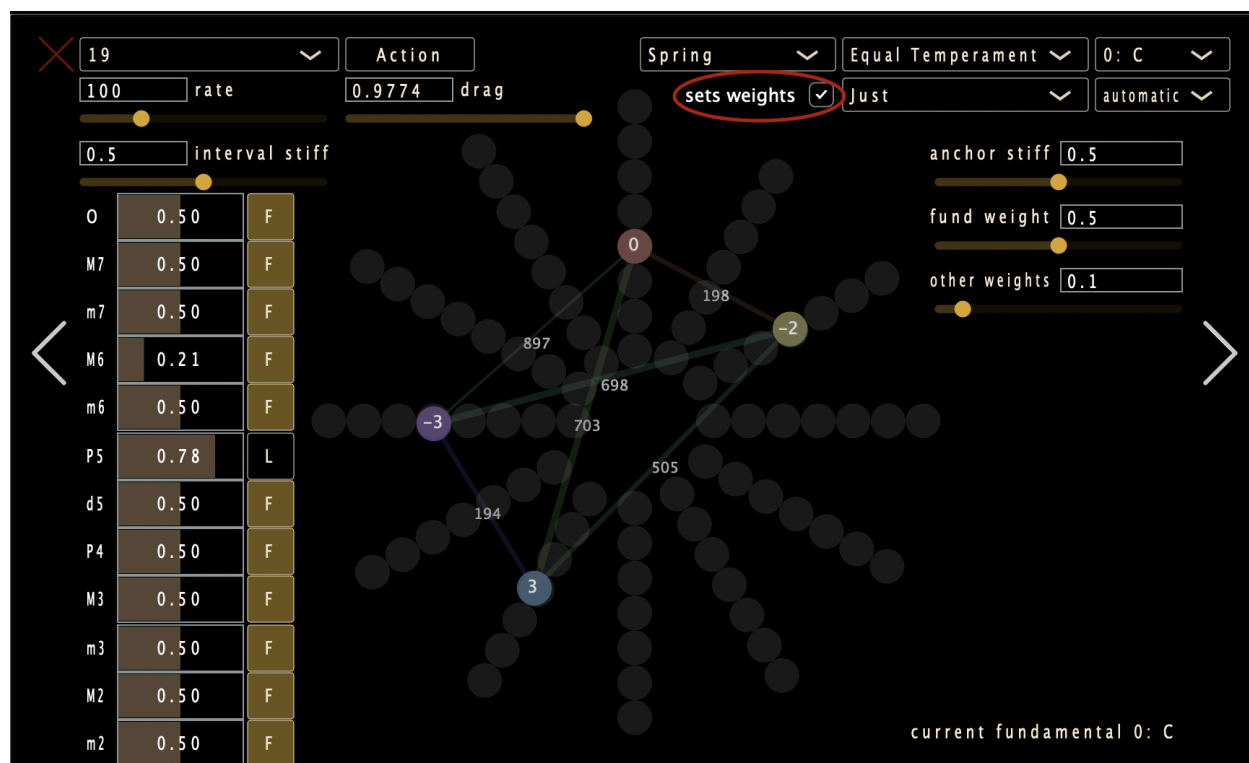 19 Action Spring Equal Temperament 0: C
100 rate 0.9774 drag sets weights Just automatic
0.5 interval stiff anchor stiff 0.5
O 0.50 F fund weight 0.5
0
M7 0.50 F other weights 0.1
m7 0.50 F 198
-2
M6 0.21 F 897
698
m6 0.50 F -3 703
P5 0.78 L 505
d5 0.50 F 194
P4 0.50 F
M3 0.50 F 3
m3 0.50 F
M2 0.50 F
m2 0.50 F current fundamental 0: C